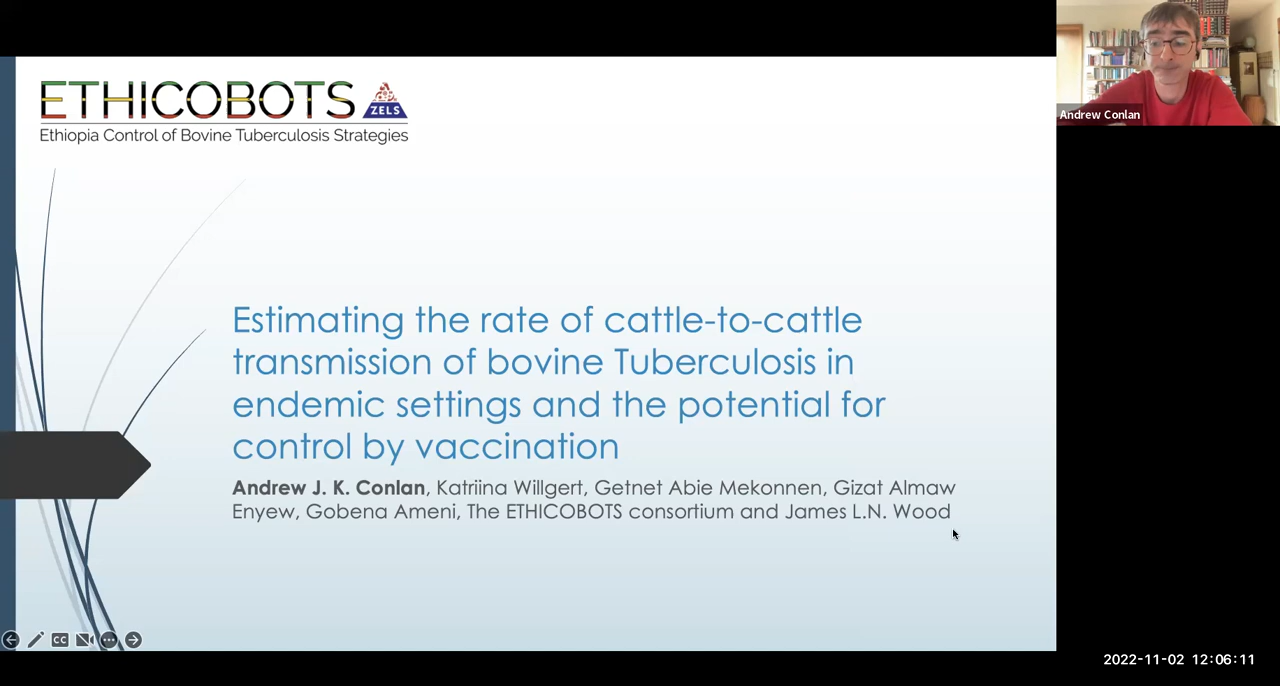 ETHICOBOTS
ZELS
Ethiopia Control of Bovine Tuberculosis Strategies
Andrew Conlan
Estimating the rate of cattle-to-cattle
transmission of bovine Tuberculosis in
endemic settings and the potential for
control by vaccination
Andrew J. K. Conlan, Katriina Willgert, Getnet Abie Mekonnen, Gizat Almaw
Enyew, Gobena Ameni, The ETHICOBOTS consortium and James L.N. Wood
CC
2022-11-02 12:06:11